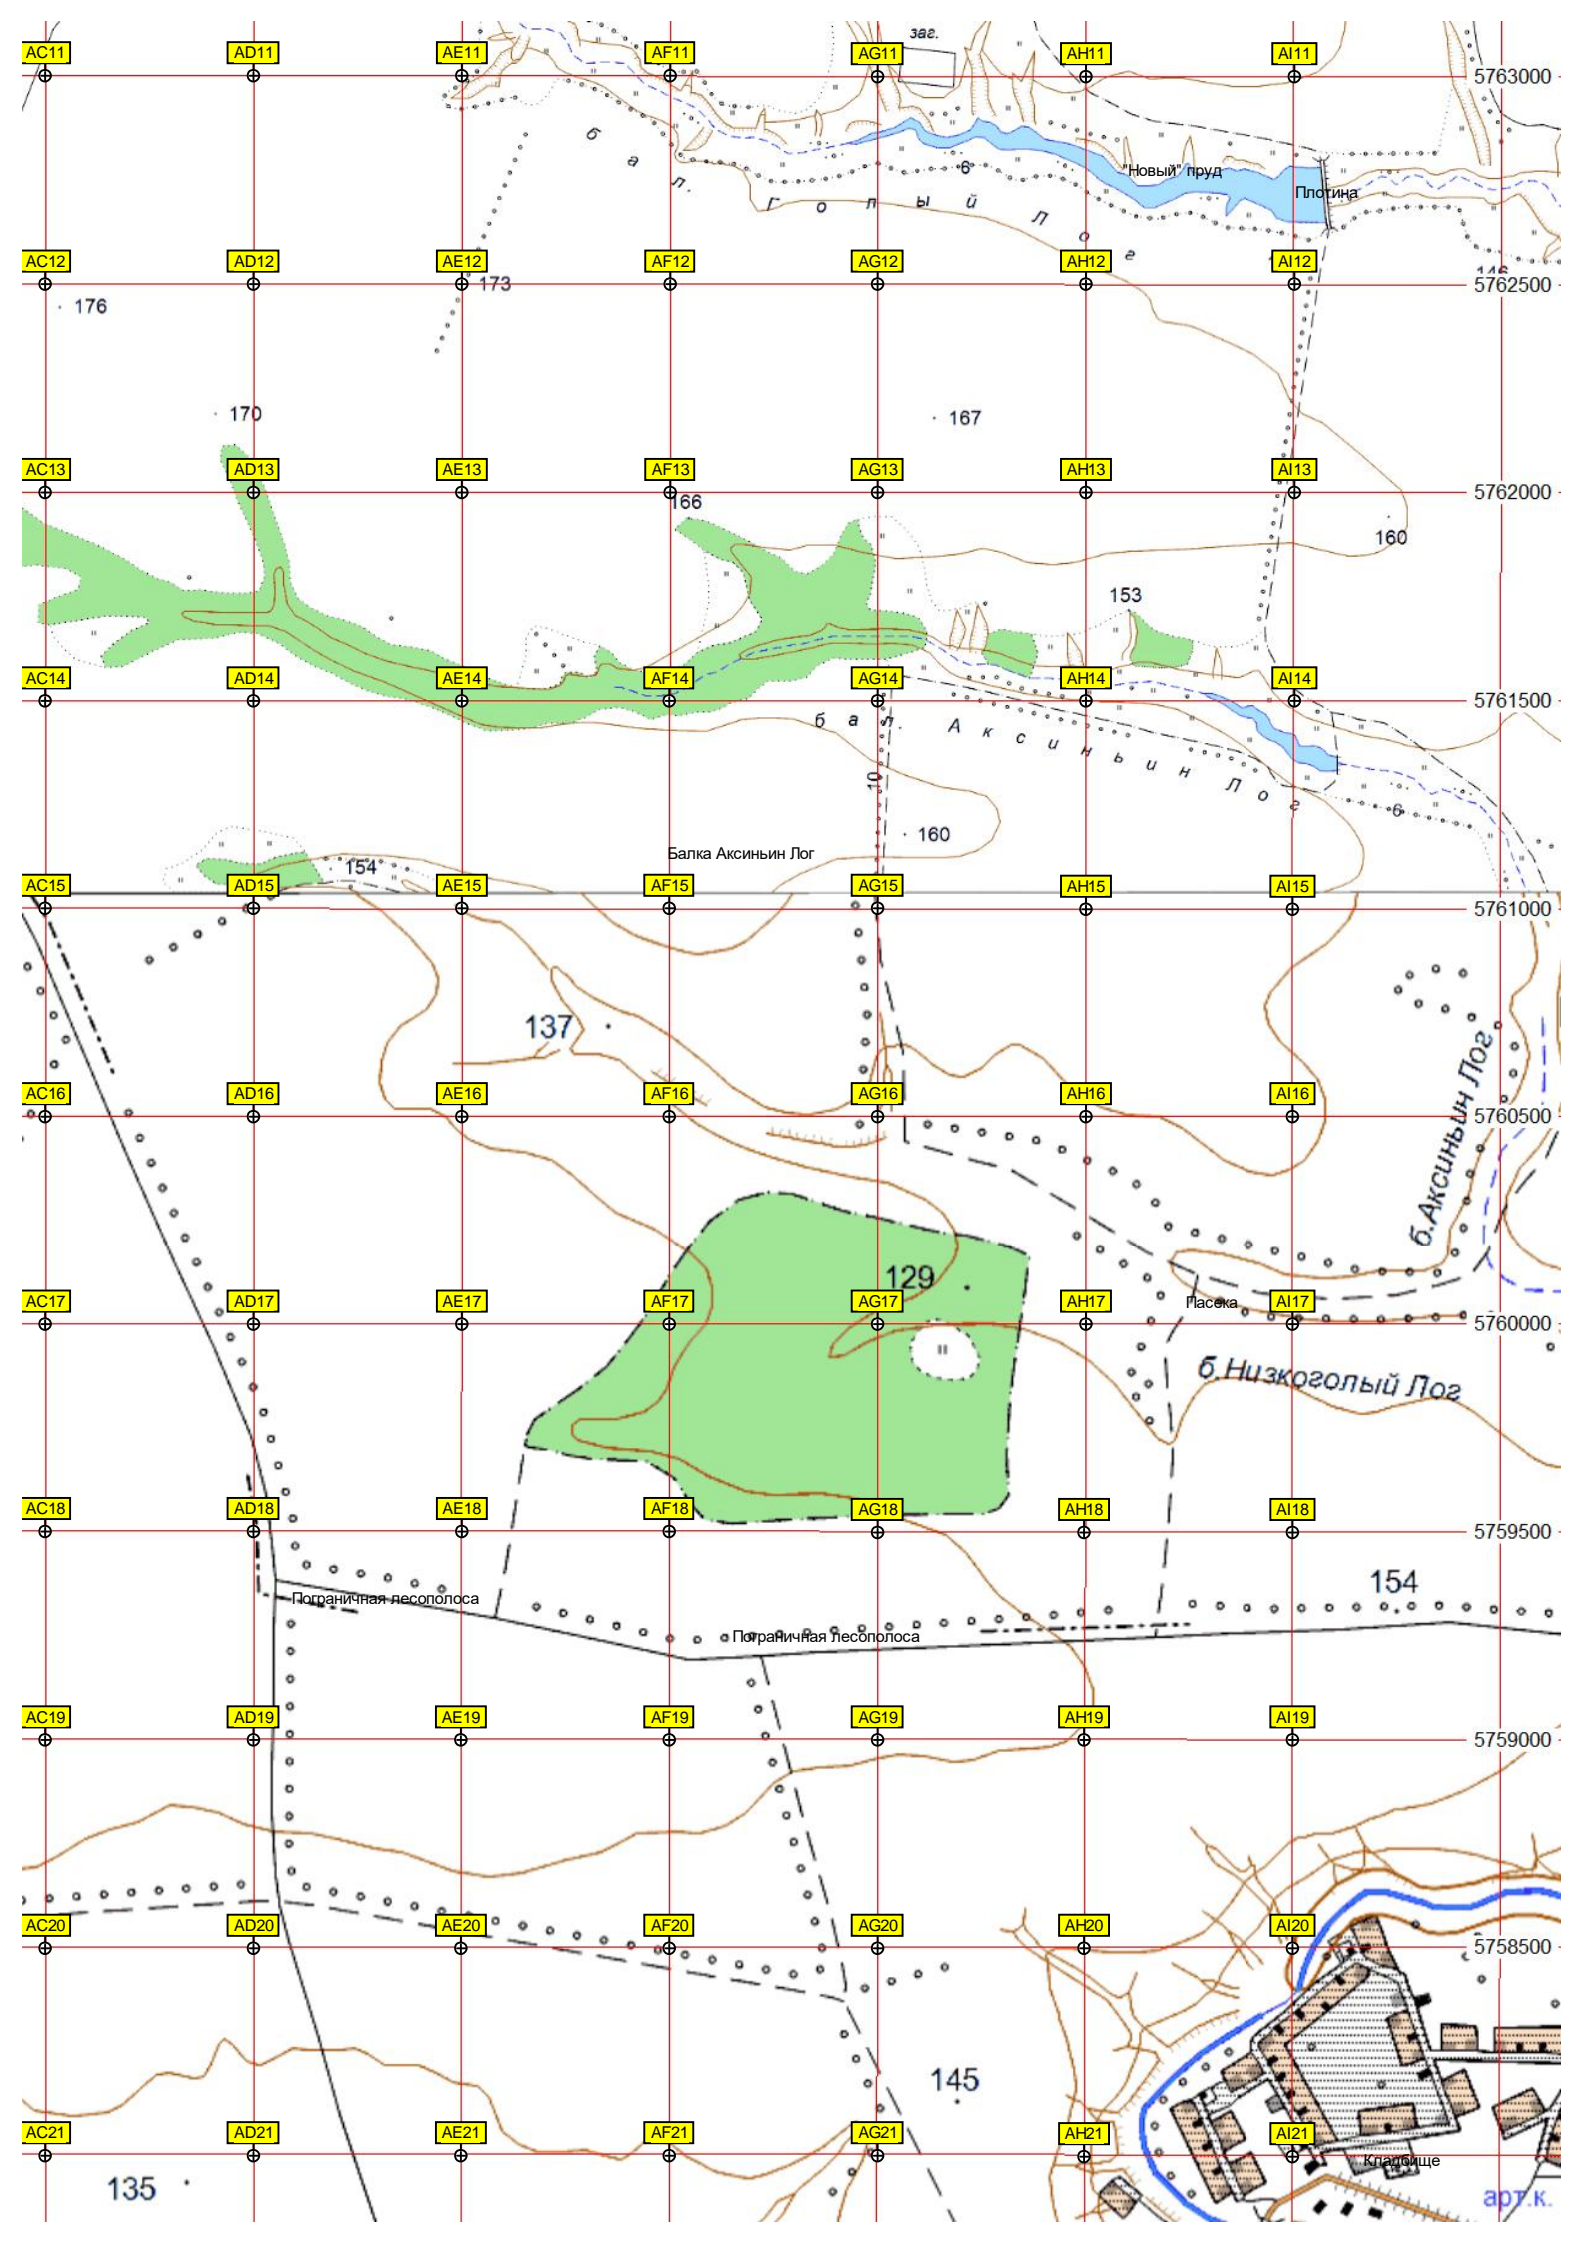 заг.
AC11 AD11 AE11 AF11 AG11 AH11 AI11
5763000
б а л. Г о л ы й Л о г
6
"Новый" пруд
Плотина
AC12 AD12 AE12 AF12 AG12 AH12 AI12
173
5762500
176
170
167
AC13 AD13 AE13 AF13 AG13 AH13 AI13
5762000
166
160
153
AC14 AD14 AE14 AF14 AG14 AH14 AI14
5761500
б а л. А к с и н ь и н Л о г
10
6
160
Балка Аксиньин Лог
154
AC15 AD15 AE15 AF15 AG15 AH15 AI15
5761000
137
б.Аксиньин Лог
AC16 AD16 AE16 AF16 AG16 AH16 AI16
5760500
129
AC17 AD17 AE17 AF17 AG17 AH17 AI17
Пасека
5760000
б.Низкоголый Лог
AC18 AD18 AE18 AF18 AG18 AH18 AI18
5759500
154
Пограничная лесополоса
Пограничная лесополоса
AC19 AD19 AE19 AF19 AG19 AH19 AI19
5759000
AC20 AD20 AE20 AF20 AG20 AH20 AI20
5758500
145
AC21 AD21 AE21 AF21 AG21 AH21 AI21
Кладбище
135
арт.к.